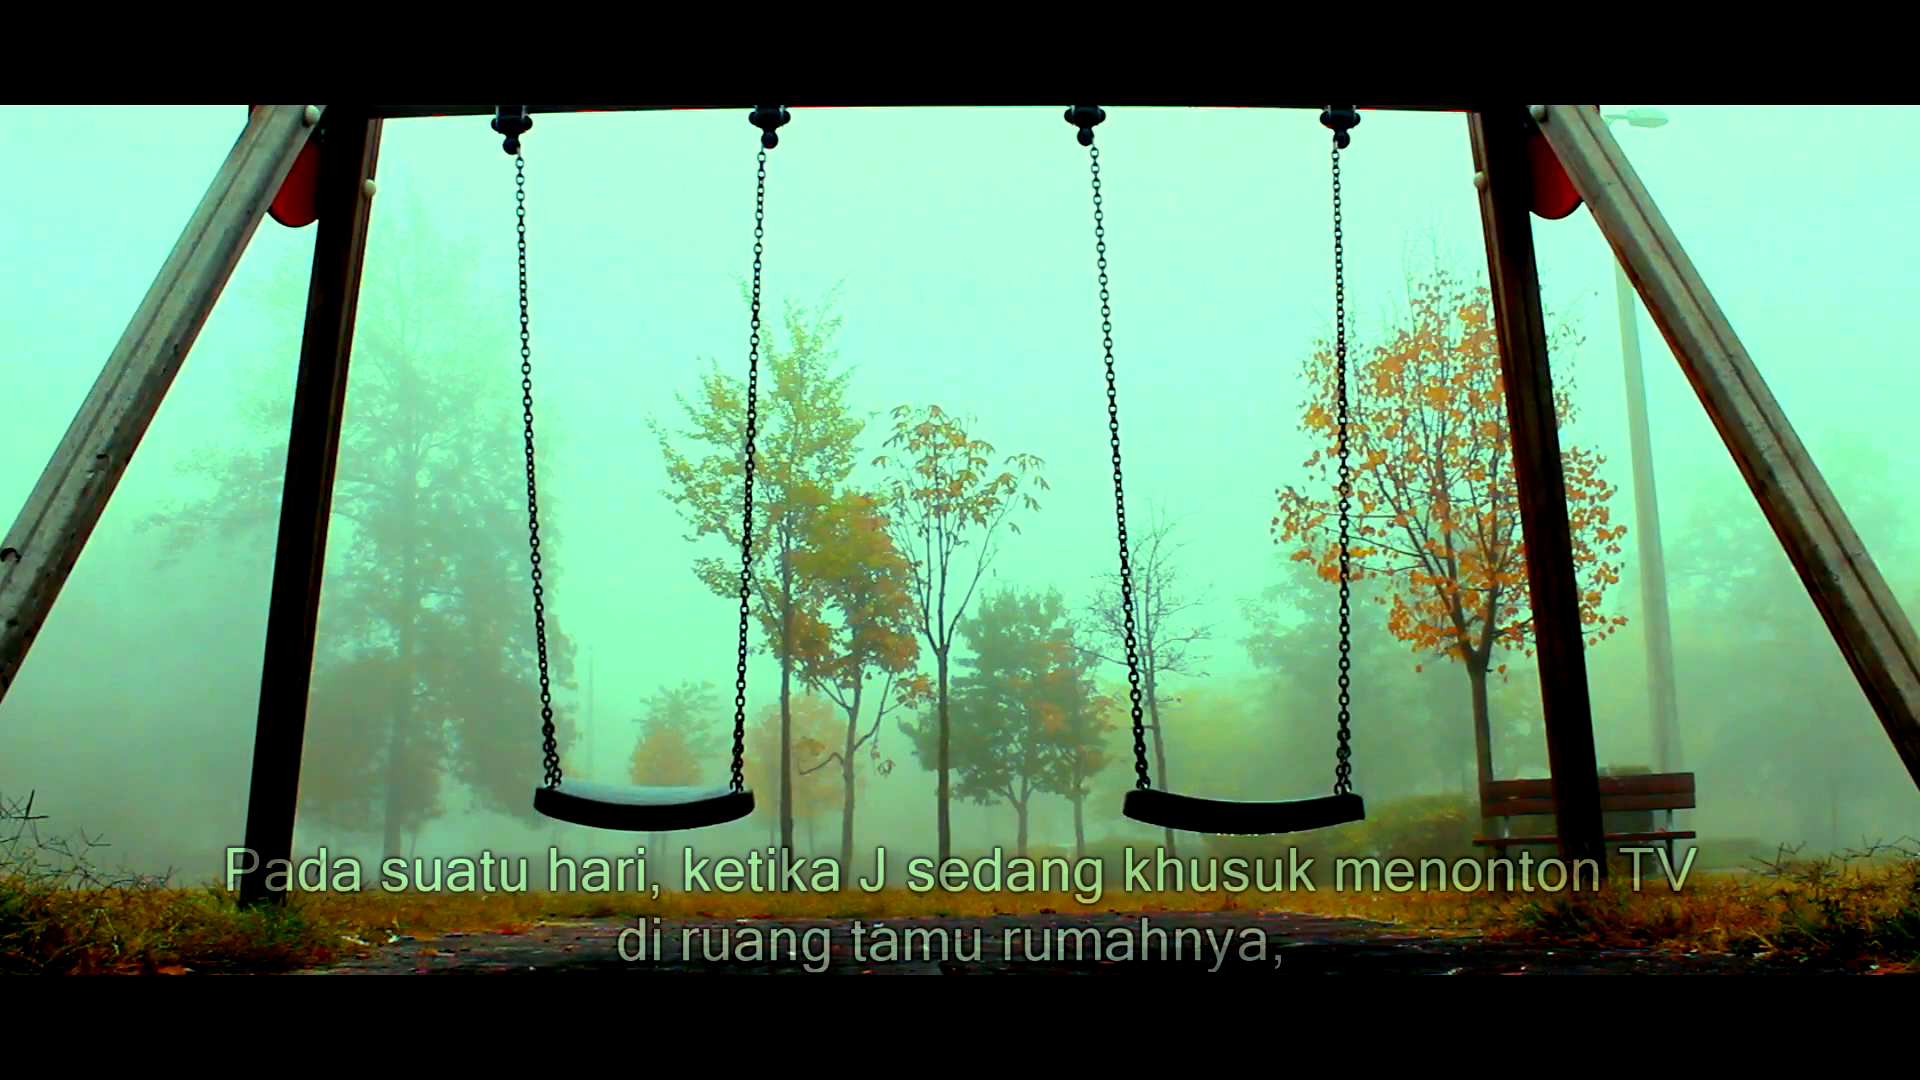 Pada suatu hari, ketika J sedang khusuk menonton TV
di ruang tamu rumahnya,